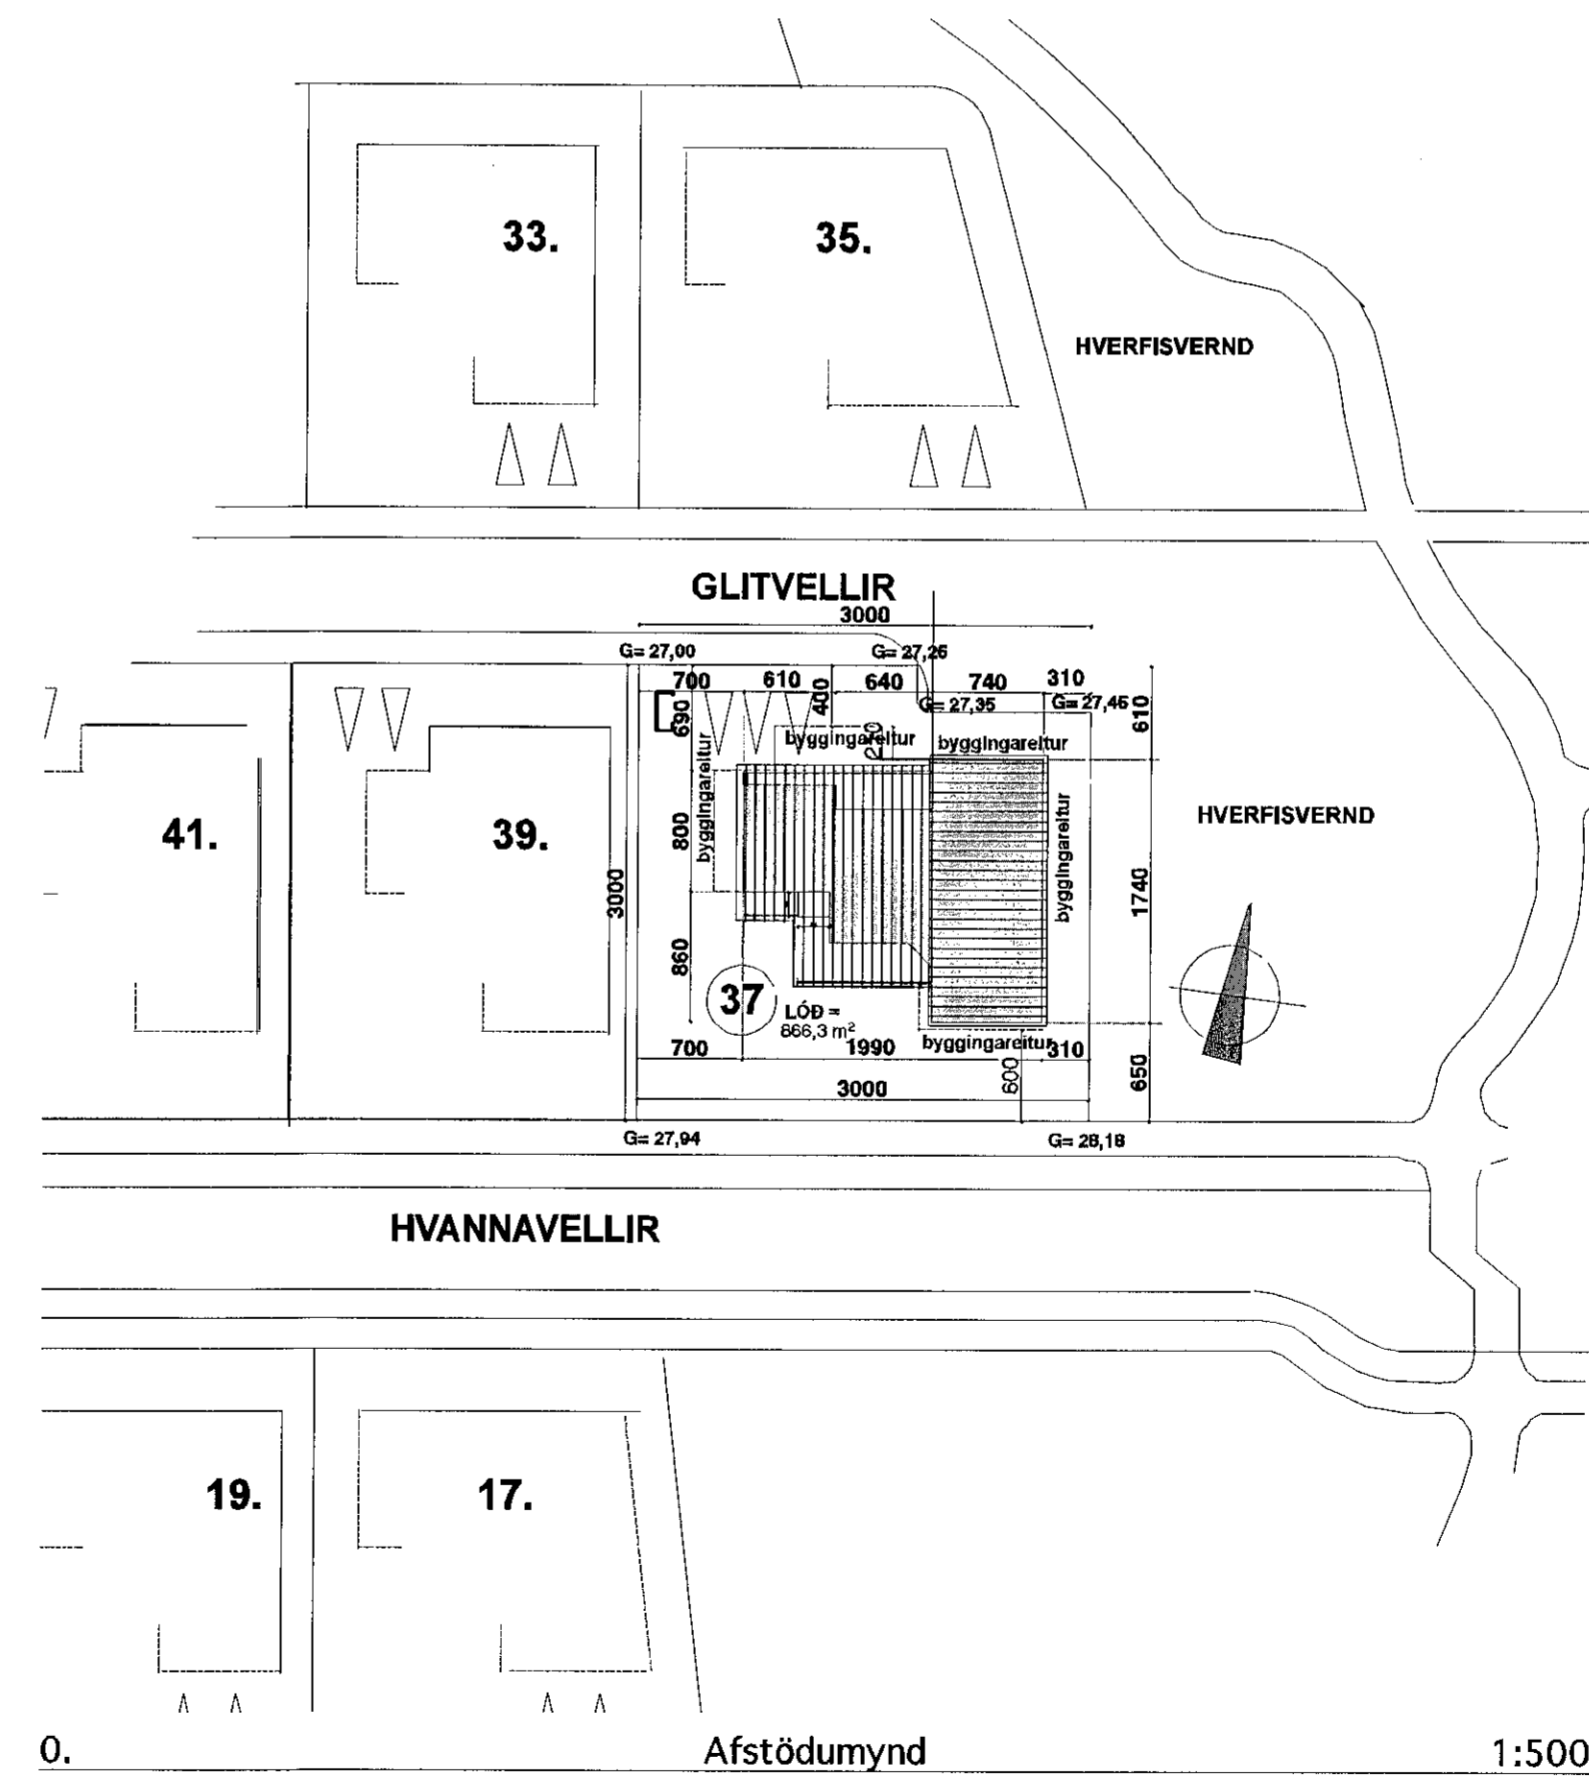 33.
35.
HVERFISVERND
GLITVELLIR
3000
G= 27,00
G= 27,25
700
610
400
640
740
310
690
G= 27,35
G= 27,46
610
byggingareitur
250
byggingareitur
byggingareitur
41.
39.
800
byggingareitur
HVERFISVERND
3000
1740
860
37
LÓÐ =
866,3 m²
700
1990
byggingareitur
310
600
650
3000
G= 27,94
G= 28,18
HVANNAVELLIR
19.
17.
0.
Afstödumynd
1:500